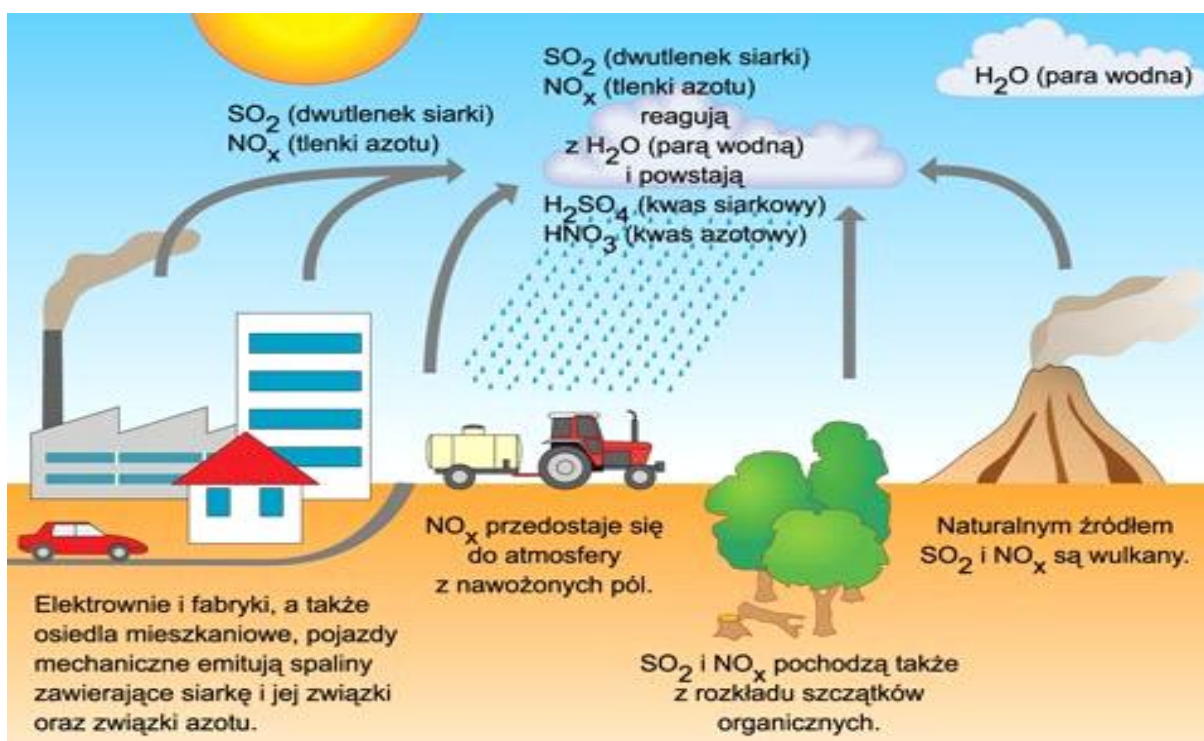 SO2 (dwutlenek siarki)
NOx (tlenki azotu)
SO2 (dwutlenek siarki)
NOx (tlenki azotu)
reagują
z H2O (parą wodną)
i powstają
H2SO4 (kwas siarkowy)
HNO3 (kwas azotowy)
H2O (para wodna)
Elektrownie i fabryki, a także
osiedla mieszkaniowe, pojazdy
mechaniczne emitują spaliny
zawierające siarkę i jej związki
oraz związki azotu.
NOx przedostaje się
do atmosfery
z nawożonych pól.
SO2 i NOx pochodzą także
z rozkładu szczątków
organicznych.
Naturalnym źródłem
SO2 i NOx są wulkany.